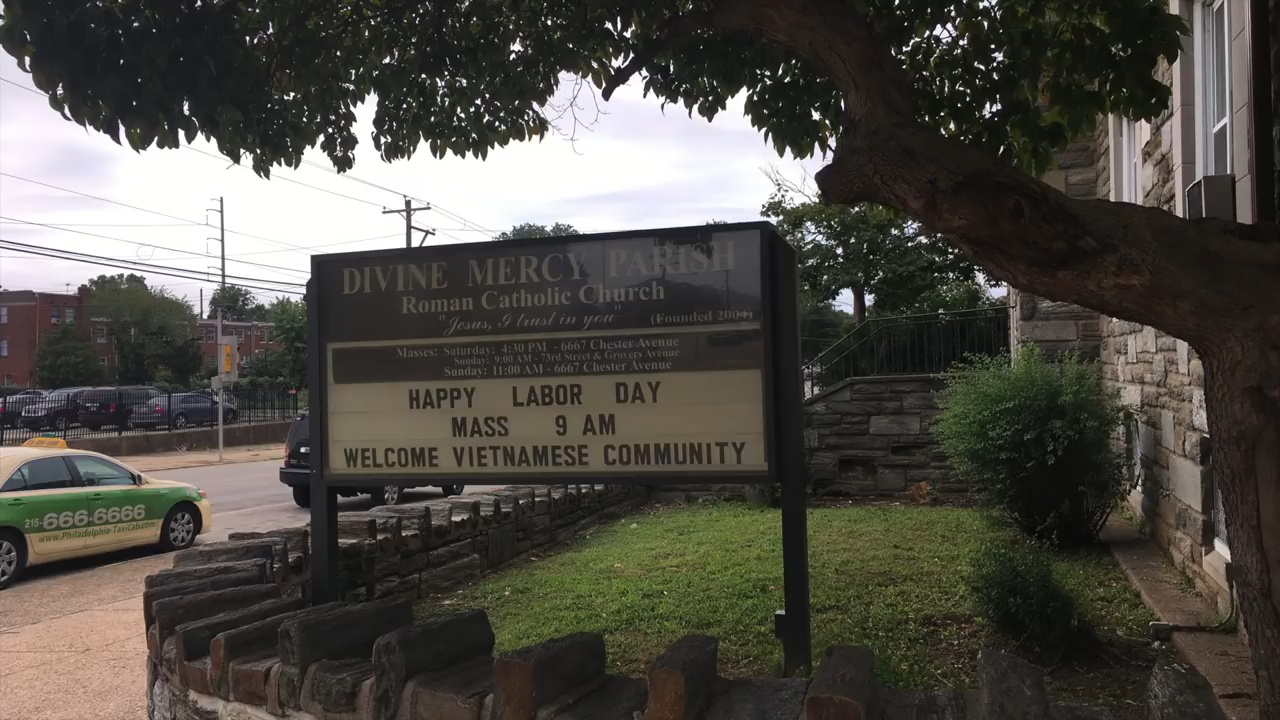 DIVINE MERCY PARISH
Roman Catholic Church
"Jesus, I trust in you" (Founded 2004)
Masses: Saturday: 4:30 PM - 6667 Chester Avenue
Sunday: 9:00 AM - 73rd Street & Grovers Avenue
Sunday: 11:00 AM - 6667 Chester Avenue
HAPPY LABOR DAY
MASS 9 AM
WELCOME VIETNAMESE COMMUNITY
215-666-6666
www.Philadelphia-TaxiCab.com